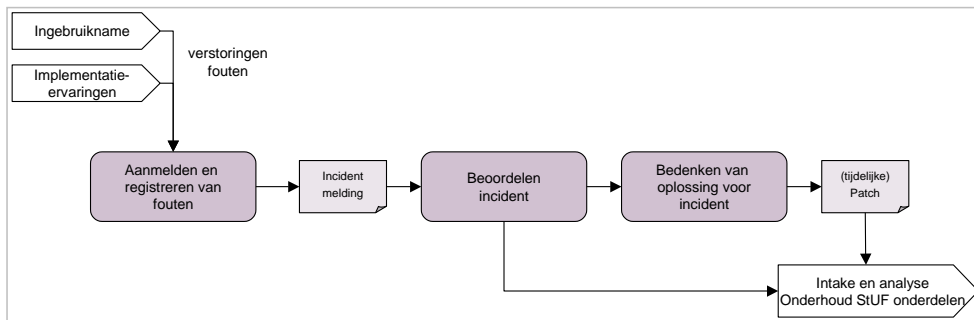 Ingebruikname
verstoringen
fouten
Implementatie-
ervaringen
Aanmelden en
registreren van
fouten
Incident
melding
Beoordelen
incident
Bedenken van
oplossing voor
incident
(tijdelijke)
Patch
Intake en analyse
Onderhoud StUF onderdelen